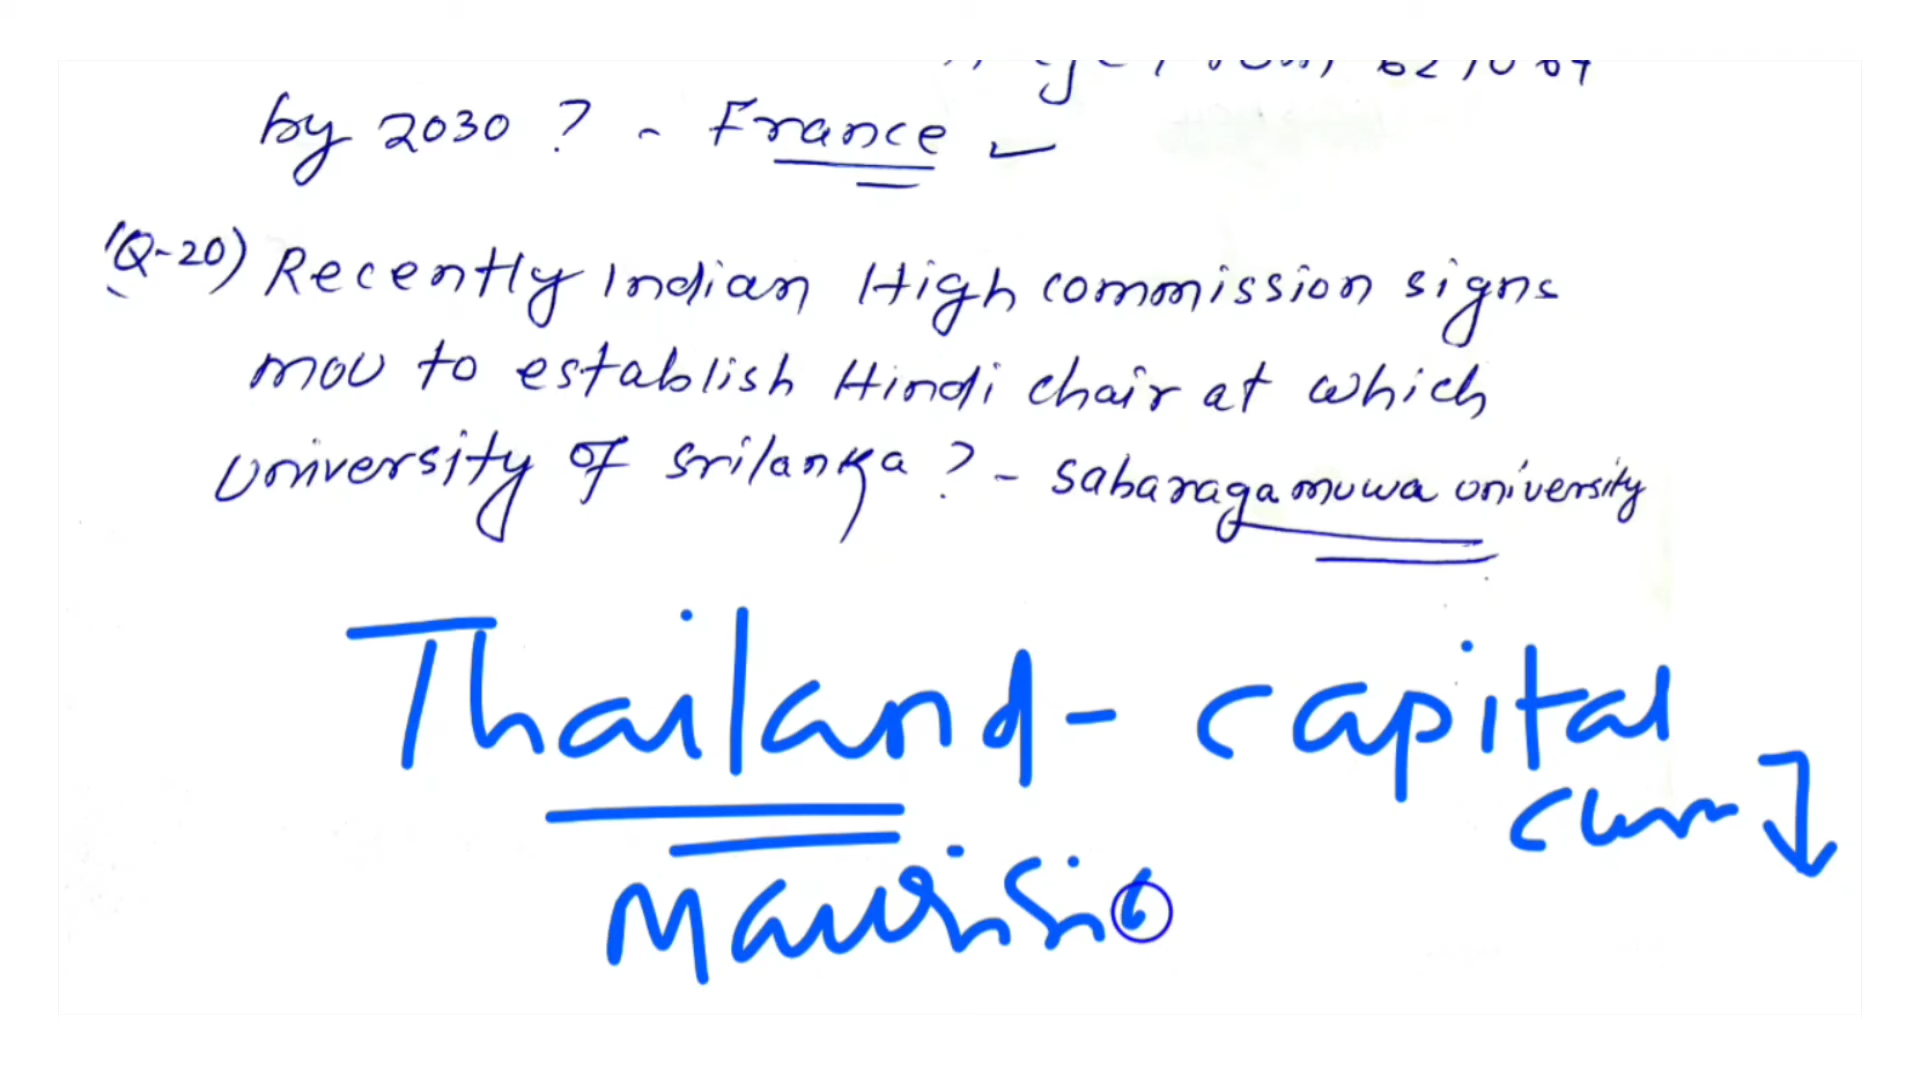 by 2030 ? - France
(Q-20) Recently Indian High commission signs
mou to establish Hindi chair at which
University of Srilanka ? - Sabaragamuwa university
Thailand - capital
Maurisi